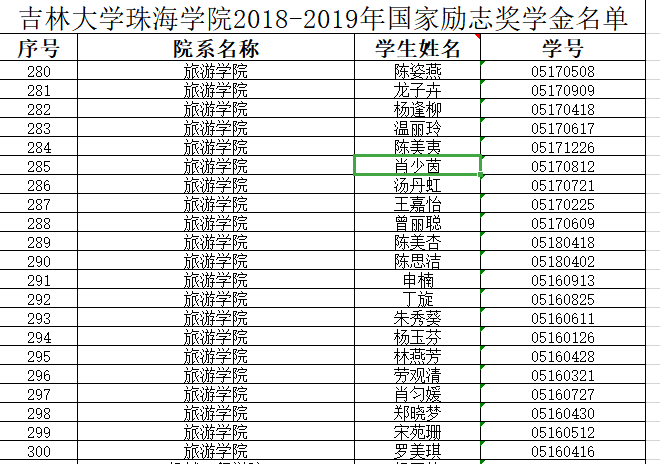 吉林大学珠海学院2018-2019年国家励志奖学金名单
序号 院系名称 学生姓名 学号
280 旅游学院 陈姿燕 05170508
281 旅游学院 龙子卉 05170909
282 旅游学院 杨逢柳 05170418
283 旅游学院 温丽玲 05170617
284 旅游学院 陈美夷 05171226
285 旅游学院 肖少茵 05170812
286 旅游学院 汤丹虹 05170721
287 旅游学院 王嘉怡 05170225
288 旅游学院 曾丽聪 05170609
289 旅游学院 陈美杏 05180418
290 旅游学院 陈思洁 05180402
291 旅游学院 申楠 05160913
292 旅游学院 丁旋 05160825
293 旅游学院 朱秀葵 05160611
294 旅游学院 杨玉芬 05160126
295 旅游学院 林燕芳 05160428
296 旅游学院 劳观清 05160321
297 旅游学院 肖匀媛 05160727
298 旅游学院 郑晓梦 05160430
299 旅游学院 宋苑珊 05160512
300 旅游学院 罗美琪 05160416